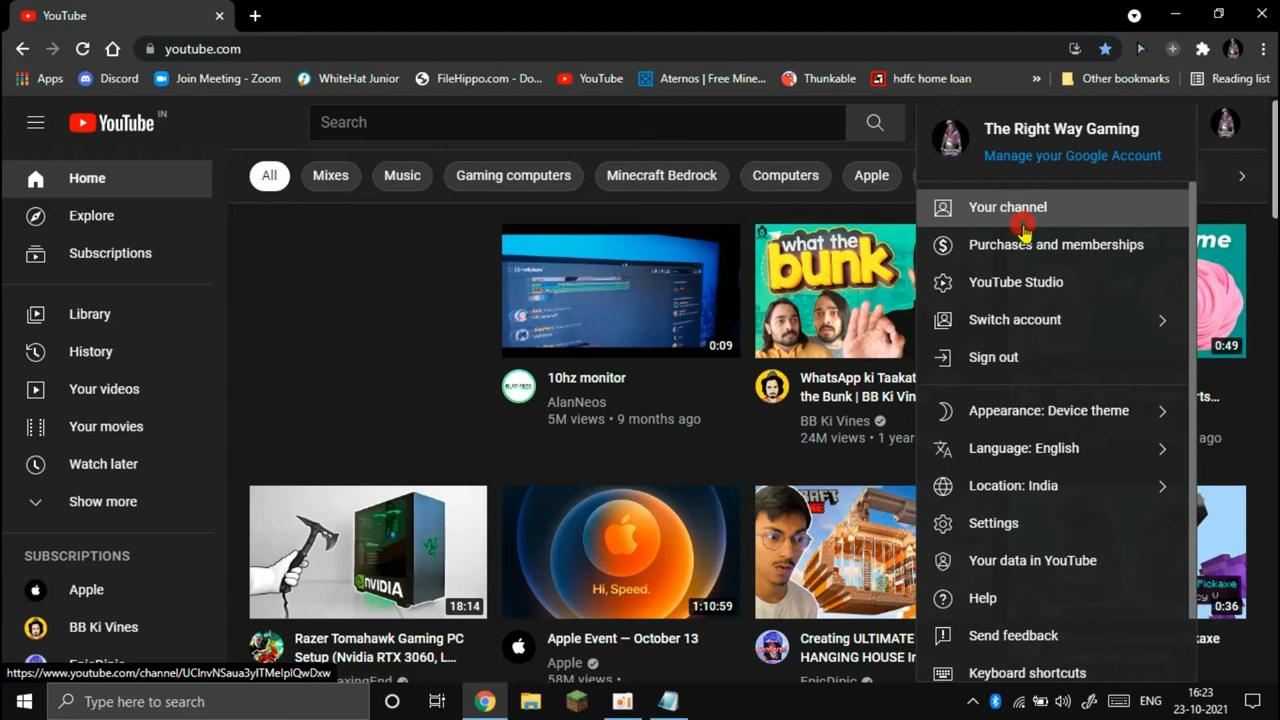 YouTube
youtube.com
Apps
Discord
Join Meeting - Zoom
WhiteHat Junior
FileHippo.com - Do...
YouTube
Aternos | Free Mine...
Thunkable
hdfc home loan
»
Other bookmarks
Reading list
YouTube IN
Search
The Right Way Gaming
Manage your Google Account
All
Mixes
Music
Gaming computers
Minecraft Bedrock
Computers
Apple
Home
Explore
Subscriptions
Library
History
Your videos
Your movies
Watch later
Show more
SUBSCRIPTIONS
Apple
BB Ki Vines
https://www.youtube.com/channel/UCInvNSaua3yITMeIpIQwDxw
0:09
10hz monitor
AlanNeos
5M views • 9 months ago
what the
bunk
WhatsApp ki Taakat
the Bunk | BB Ki Vin
BB Ki Vines
24M views • 1 year
me
0:49
ts...
ago
NVIDIA
18:14
Razer Tomahawk Gaming PC
Setup (Nvidia RTX 3060, L...
Hi, Speed.
1:10:59
Apple Event — October 13
Apple
58M views
Creating ULTIMATE
HANGING HOUSE In
EpicDipic
Pickaxe
0:36
kaxe
Your channel
Purchases and memberships
YouTube Studio
Switch account
Sign out
Appearance: Device theme
Language: English
Location: India
Settings
Your data in YouTube
Help
Send feedback
Keyboard shortcuts
Type here to search
ENG
16:23
23-10-2021